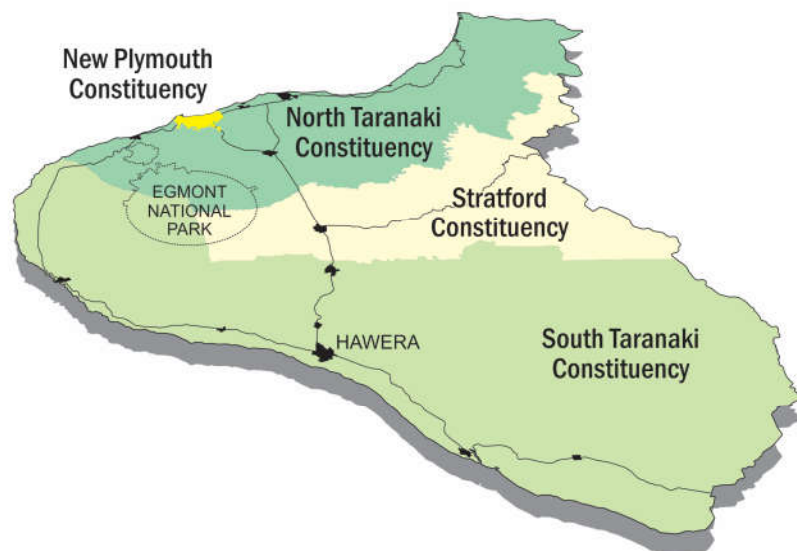 New Plymouth
Constituency
North Taranaki
Constituency
EGMONT
NATIONAL
PARK
Stratford
Constituency
HAWERA
South Taranaki
Constituency